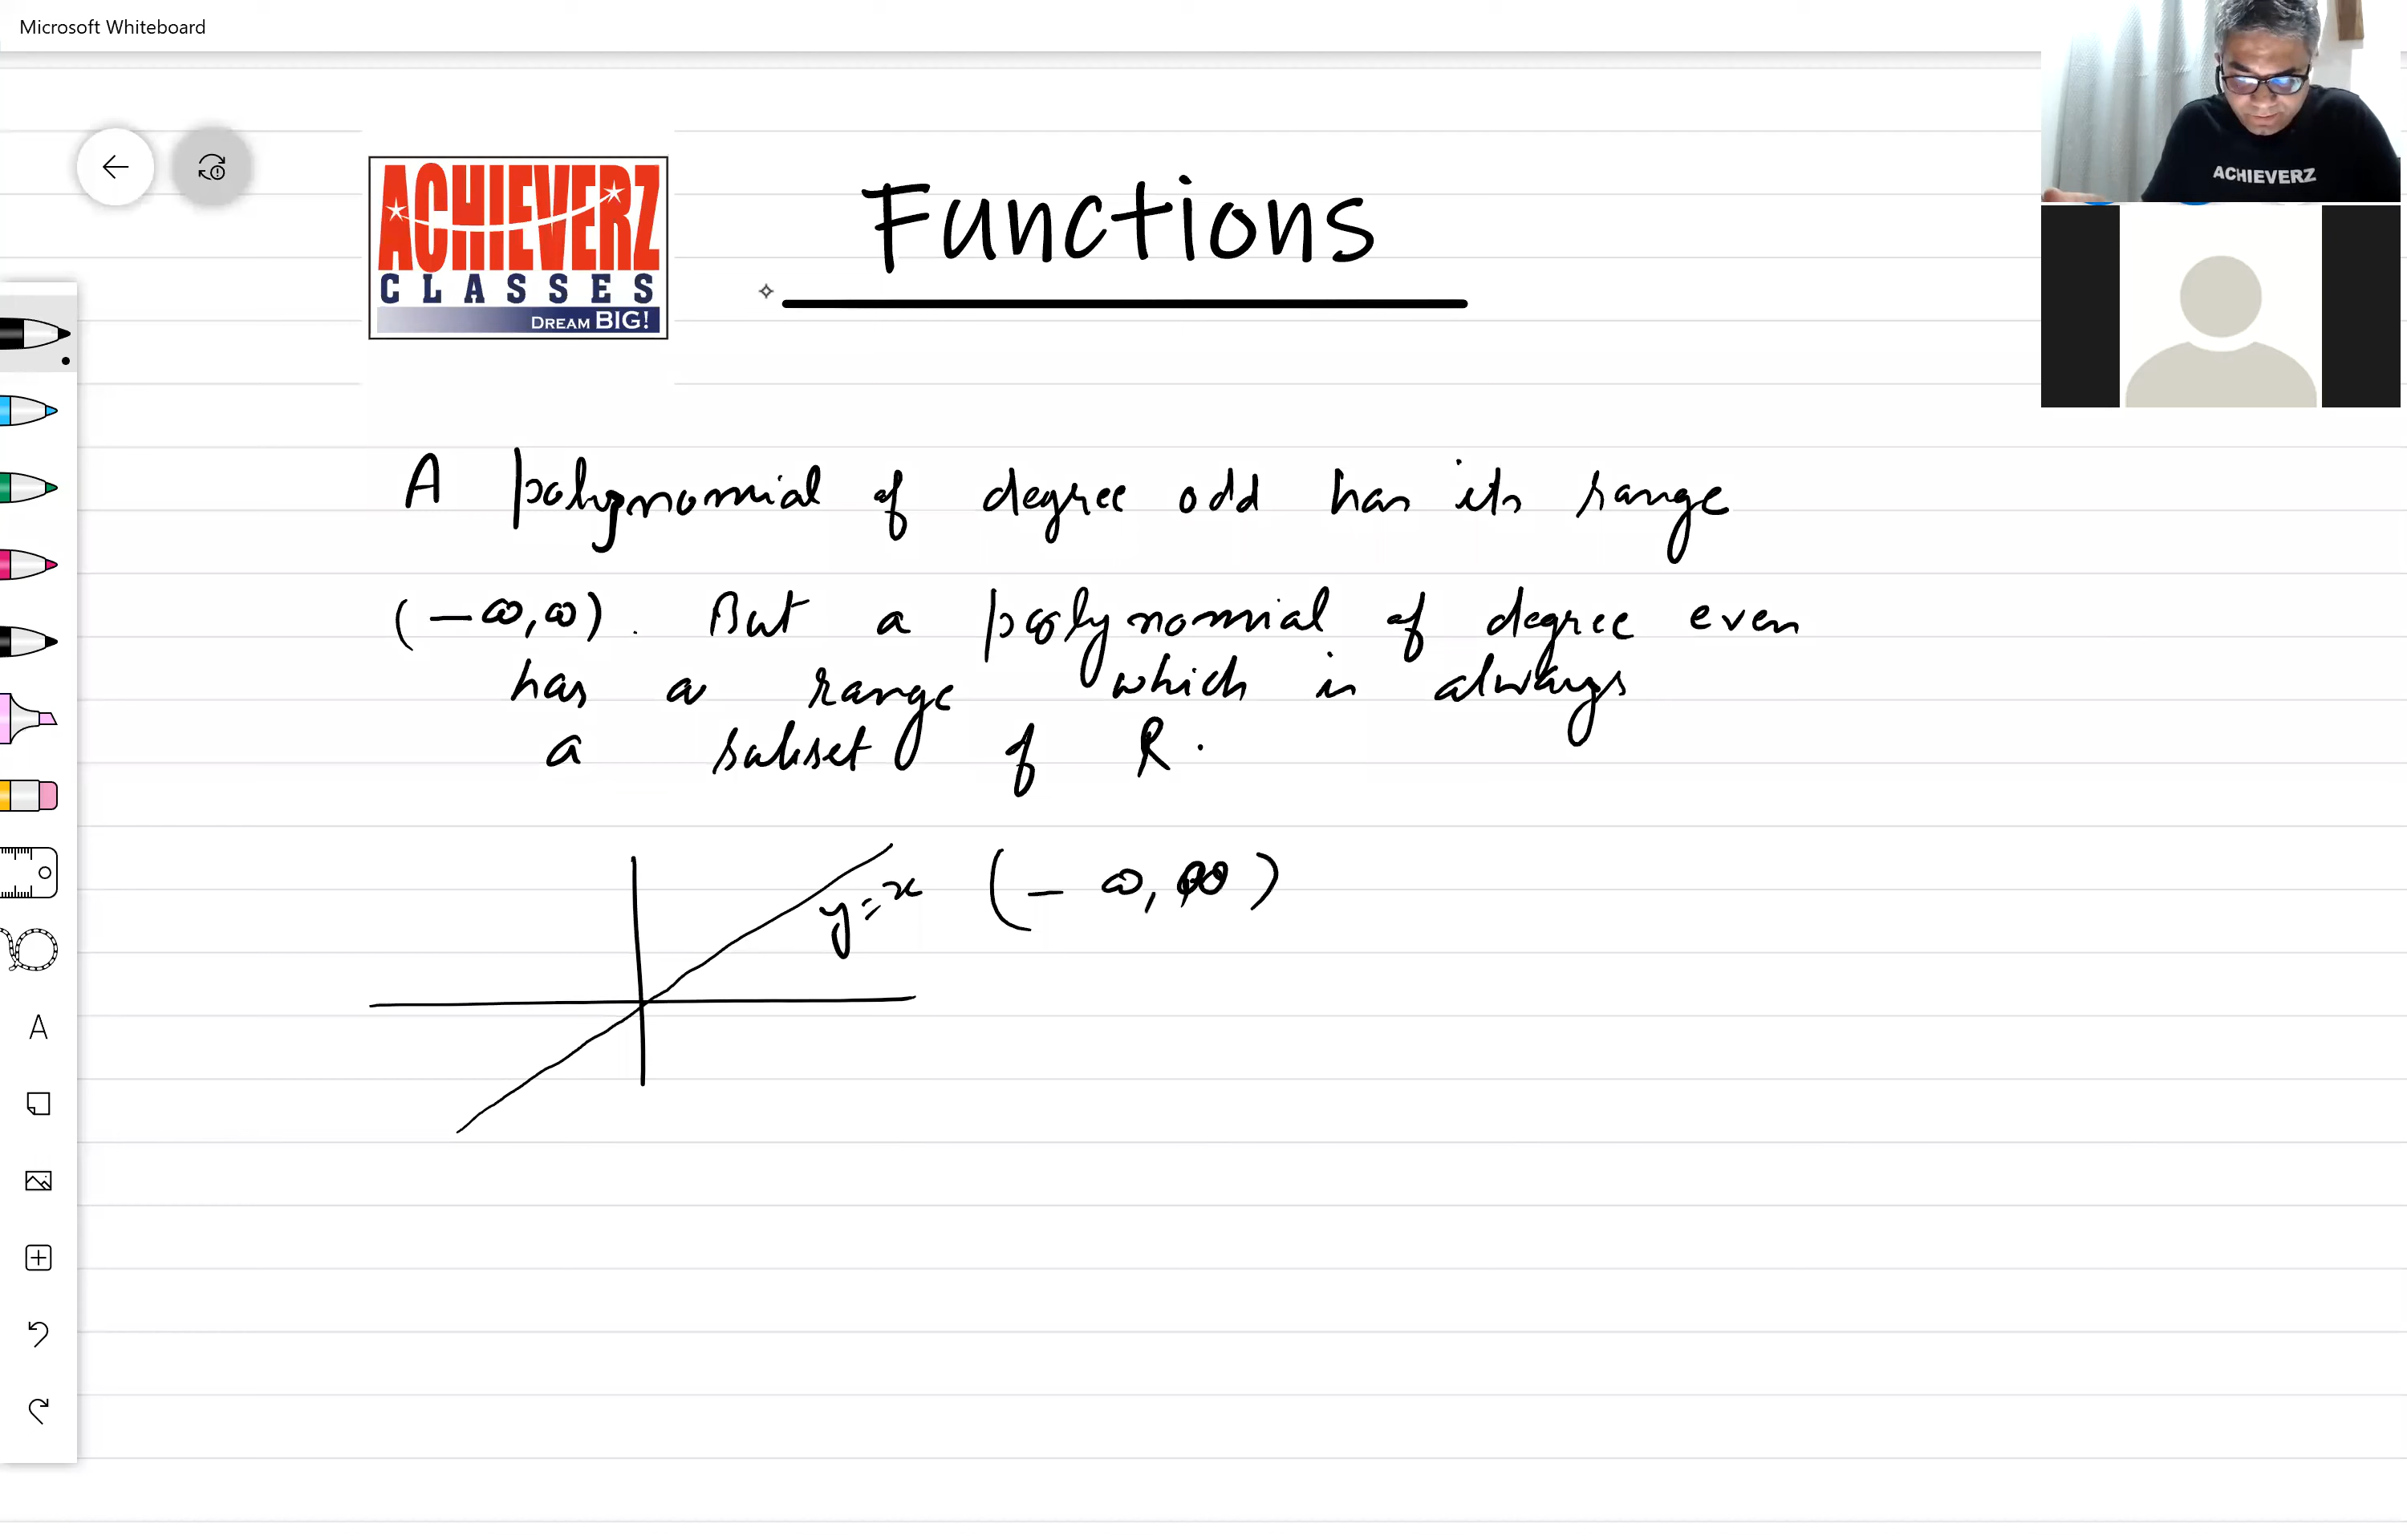 Microsoft Whiteboard
ACHIEVERZ
ACHIEVERZ
CLASSES
DREAM BIG!
Functions
A polynomial of degree odd has its range
(-∞,∞). But a polynomial of degree even
has a range which is always
a subset of R.
y=x (-∞,∞)
A